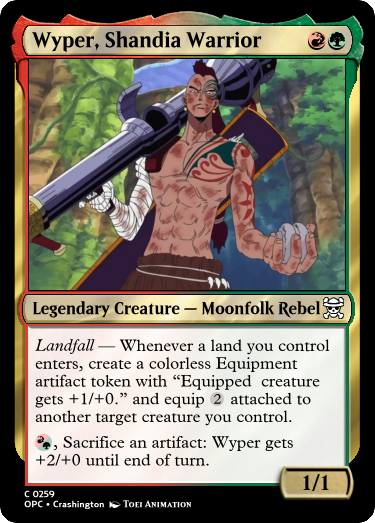 Wyper, Shandia Warrior
Legendary Creature — Moonfolk Rebel
Landfall — Whenever a land you control
enters, create a colorless Equipment
artifact token with “Equipped  creature
gets +1/+0.” and equip 2 attached to
another target creature you control.
, Sacrifice an artifact: Wyper gets
+2/+0 until end of turn.
1/1
C 0259
OPC • Crashington TOEI ANIMATION